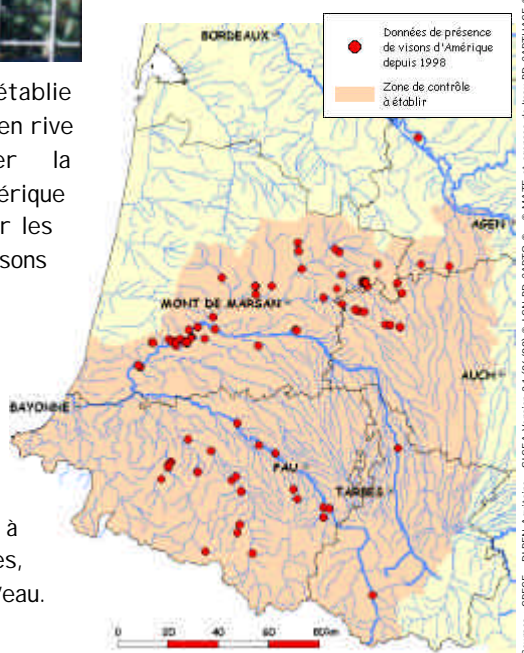 établie
en rive
er la
érique
r les
sons
à
es,
'eau.
BORDEAUX
Données de présence
de visons d'Amérique
depuis 1998
Zone de contrôle
à établir
AGEN
MONT DE MARSAN
AUCH
BAYONNE
PAU
TARBES
0 20 40 60 80km